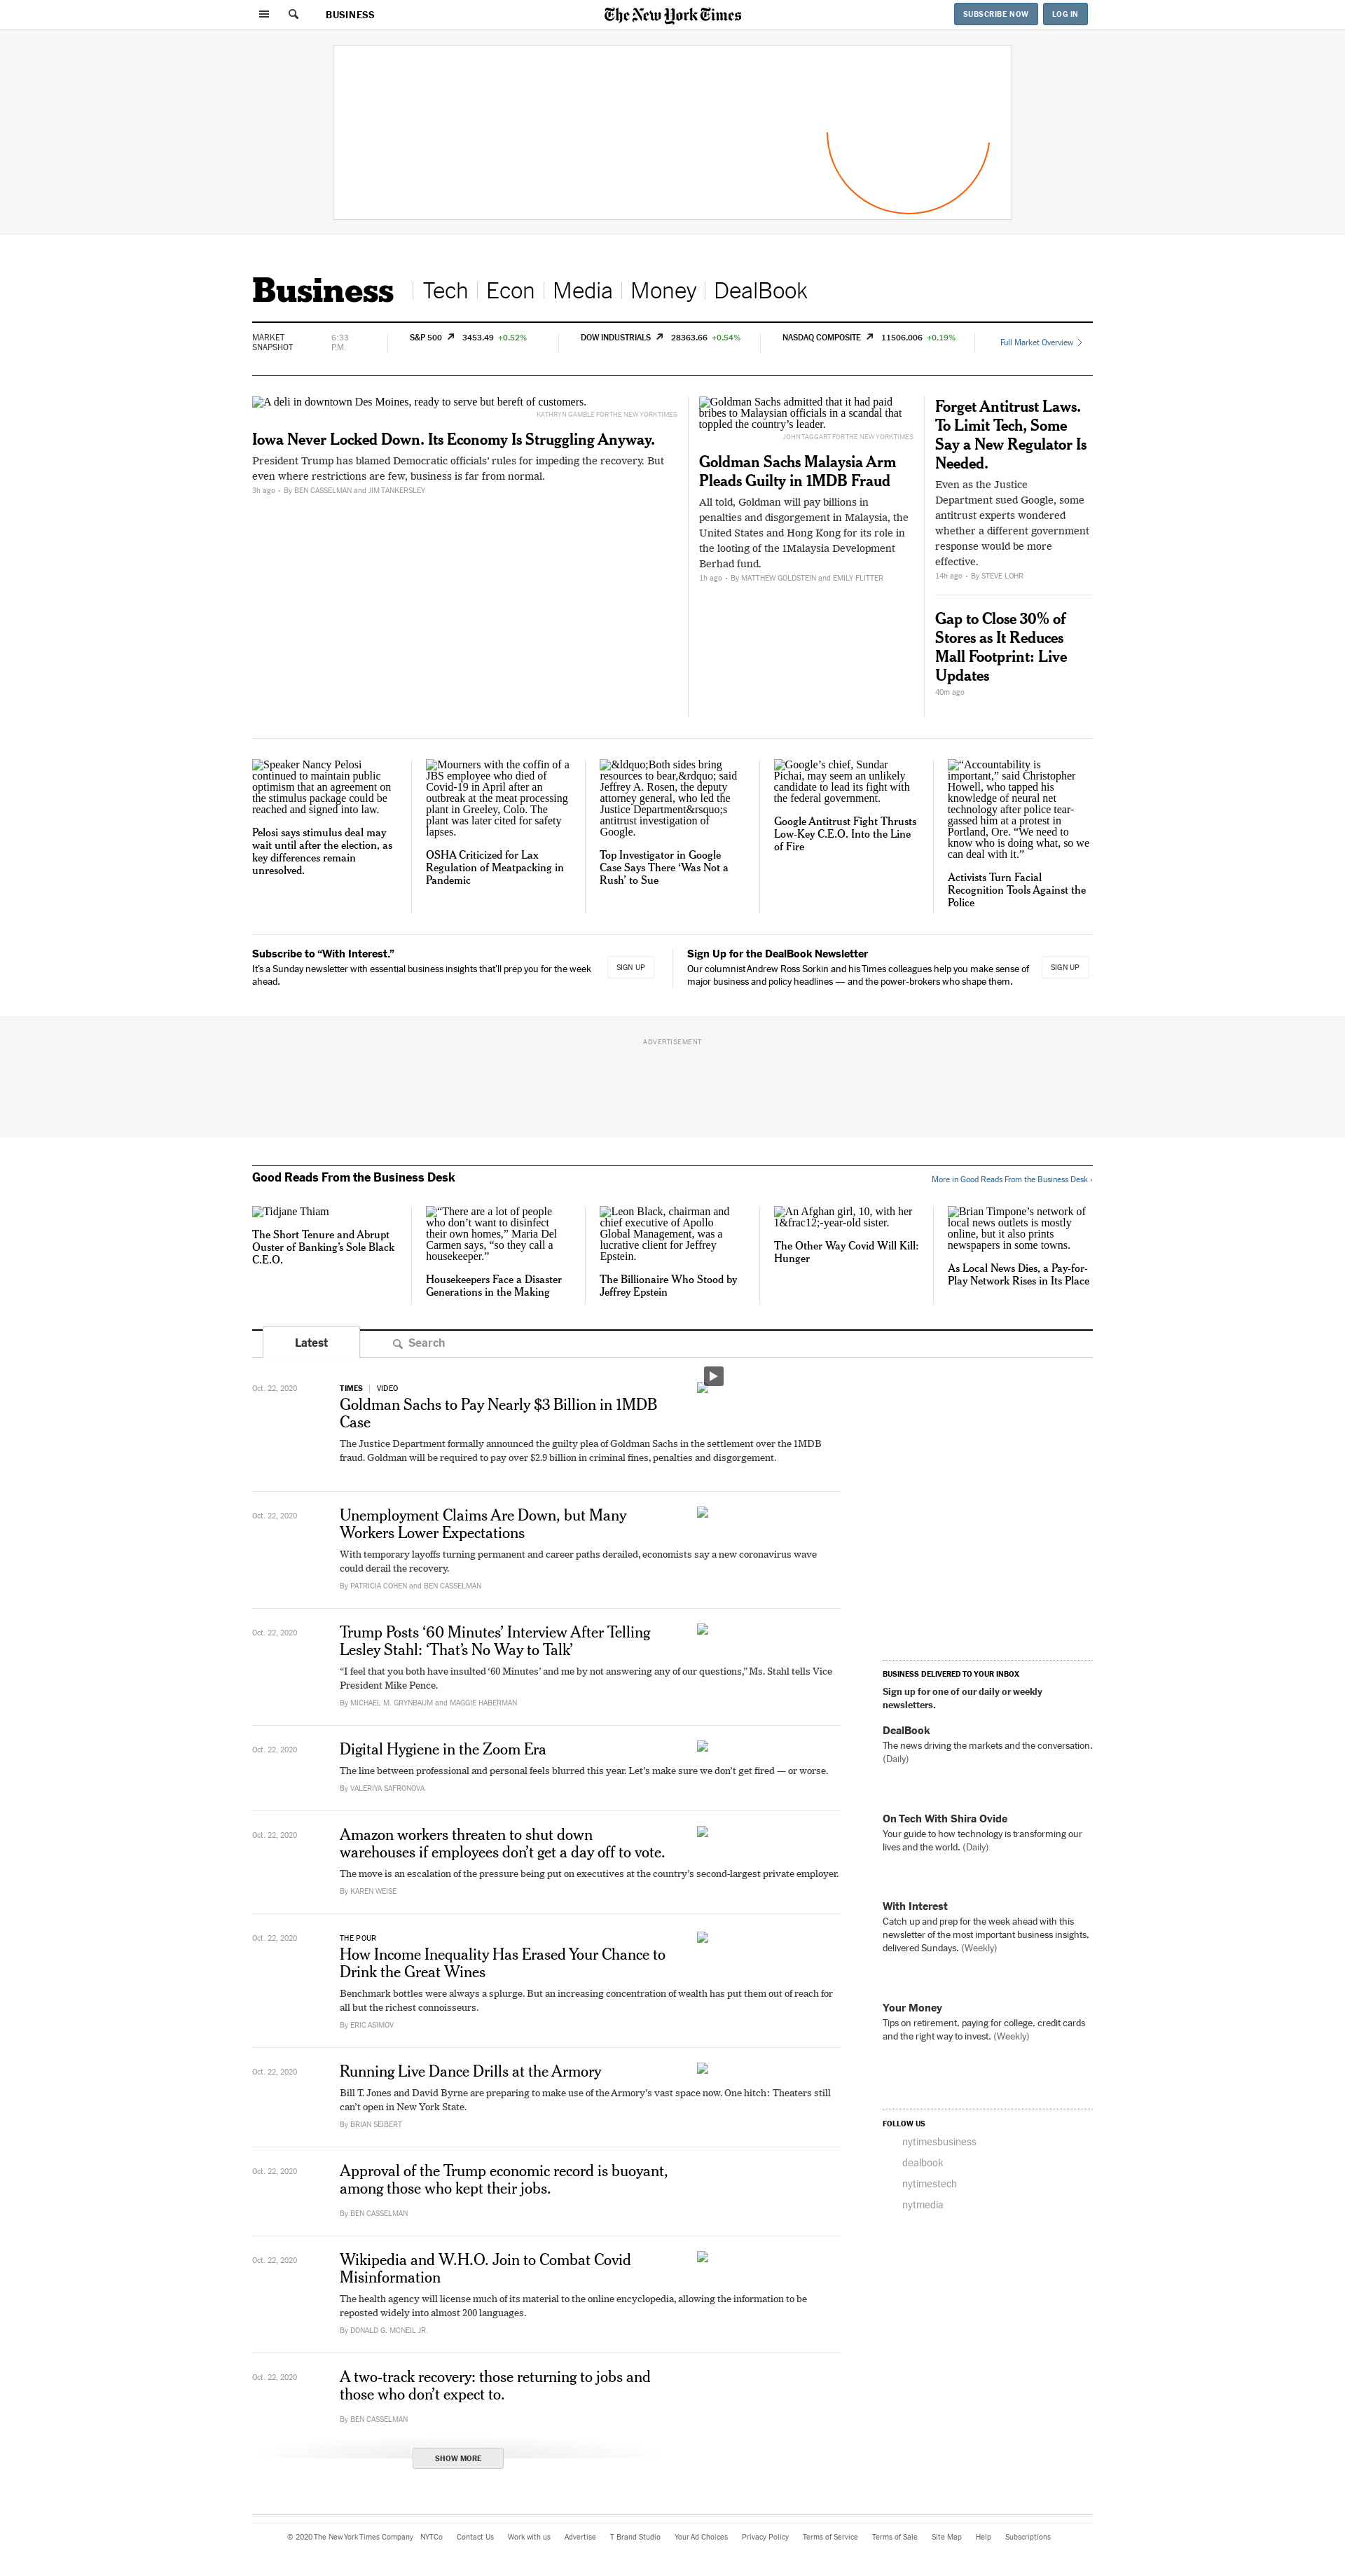 BUSINESS
The New York Times
SUBSCRIBE NOW
LOG IN
Business
Tech
Econ
Media
Money
DealBook
MARKET
SNAPSHOT
6:33
P.M.
S&P 500 3453.49 +0.52%
DOW INDUSTRIALS 28363.66 +0.54%
NASDAQ COMPOSITE 11506.006 +0.19%
Full Market Overview
A deli in downtown Des Moines, ready to serve but bereft of customers.
KATHRYN GAMBLE FOR THE NEW YORK TIMES
Iowa Never Locked Down. Its Economy Is Struggling Anyway.
President Trump has blamed Democratic officials’ rules for impeding the recovery. But
even where restrictions are few, business is far from normal.
3h ago · By BEN CASSELMAN and JIM TANKERSLEY
Goldman Sachs admitted that it had paid
bribes to Malaysian officials in a scandal that
toppled the country’s leader.
JOHN TAGGART FOR THE NEW YORK TIMES
Goldman Sachs Malaysia Arm
Pleads Guilty in 1MDB Fraud
All told, Goldman will pay billions in
penalties and disgorgement in Malaysia, the
United States and Hong Kong for its role in
the looting of the 1Malaysia Development
Berhad fund.
1h ago · By MATTHEW GOLDSTEIN and EMILY FLITTER
Forget Antitrust Laws.
To Limit Tech, Some
Say a New Regulator Is
Needed.
Even as the Justice
Department sued Google, some
antitrust experts wondered
whether a different government
response would be more
effective.
14h ago · By STEVE LOHR
Gap to Close 30% of
Stores as It Reduces
Mall Footprint: Live
Updates
40m ago
Speaker Nancy Pelosi
continued to maintain public
optimism that an agreement on
the stimulus package could be
reached and signed into law.
Pelosi says stimulus deal may
wait until after the election, as
key differences remain
unresolved.
Mourners with the coffin of a
JBS employee who died of
Covid-19 in April after an
outbreak at the meat processing
plant in Greeley, Colo. The
plant was later cited for safety
lapses.
OSHA Criticized for Lax
Regulation of Meatpacking in
Pandemic
&ldquo;Both sides bring
resources to bear,&rdquo; said
Jeffrey A. Rosen, the deputy
attorney general, who led the
Justice Department&rsquo;s
antitrust investigation of
Google.
Top Investigator in Google
Case Says There ‘Was Not a
Rush’ to Sue
Google’s chief, Sundar
Pichai, may seem an unlikely
candidate to lead its fight with
the federal government.
Google Antitrust Fight Thrusts
Low-Key C.E.O. Into the Line
of Fire
“Accountability is
important,” said Christopher
Howell, who tapped his
knowledge of neural net
technology after police tear-
gassed him at a protest in
Portland, Ore. “We need to
know who is doing what, so we
can deal with it.”
Activists Turn Facial
Recognition Tools Against the
Police
Subscribe to “With Interest.”
It’s a Sunday newsletter with essential business insights that’ll prep you for the week
ahead.
SIGN UP
Sign Up for the DealBook Newsletter
Our columnist Andrew Ross Sorkin and his Times colleagues help you make sense of
major business and policy headlines — and the power-brokers who shape them.
SIGN UP
ADVERTISEMENT
Good Reads From the Business Desk
More in Good Reads From the Business Desk ›
Tidjane Thiam
The Short Tenure and Abrupt
Ouster of Banking’s Sole Black
C.E.O.
“There are a lot of people
who don’t want to disinfect
their own homes,” Maria Del
Carmen says, “so they call a
housekeeper.”
Housekeepers Face a Disaster
Generations in the Making
Leon Black, chairman and
chief executive of Apollo
Global Management, was a
lucrative client for Jeffrey
Epstein.
The Billionaire Who Stood by
Jeffrey Epstein
An Afghan girl, 10, with her
1&frac12;-year-old sister.
The Other Way Covid Will Kill:
Hunger
Brian Timpone’s network of
local news outlets is mostly
online, but it also prints
newspapers in some towns.
As Local News Dies, a Pay-for-
Play Network Rises in Its Place
Latest
Search
Oct. 22, 2020
TIMES VIDEO
Goldman Sachs to Pay Nearly $3 Billion in 1MDB
Case
The Justice Department formally announced the guilty plea of Goldman Sachs in the settlement over the 1MDB
fraud. Goldman will be required to pay over $2.9 billion in criminal fines, penalties and disgorgement.
Oct. 22, 2020
Unemployment Claims Are Down, but Many
Workers Lower Expectations
With temporary layoffs turning permanent and career paths derailed, economists say a new coronavirus wave
could derail the recovery.
By PATRICIA COHEN and BEN CASSELMAN
Oct. 22, 2020
Trump Posts ‘60 Minutes’ Interview After Telling
Lesley Stahl: ‘That’s No Way to Talk’
“I feel that you both have insulted ‘60 Minutes’ and me by not answering any of our questions,” Ms. Stahl tells Vice
President Mike Pence.
By MICHAEL M. GRYNBAUM and MAGGIE HABERMAN
Oct. 22, 2020
Digital Hygiene in the Zoom Era
The line between professional and personal feels blurred this year. Let’s make sure we don’t get fired — or worse.
By VALERIYA SAFRONOVA
Oct. 22, 2020
Amazon workers threaten to shut down
warehouses if employees don’t get a day off to vote.
The move is an escalation of the pressure being put on executives at the country’s second-largest private employer.
By KAREN WEISE
Oct. 22, 2020
THE POUR
How Income Inequality Has Erased Your Chance to
Drink the Great Wines
Benchmark bottles were always a splurge. But an increasing concentration of wealth has put them out of reach for
all but the richest connoisseurs.
By ERIC ASIMOV
Oct. 22, 2020
Running Live Dance Drills at the Armory
Bill T. Jones and David Byrne are preparing to make use of the Armory’s vast space now. One hitch: Theaters still
can’t open in New York State.
By BRIAN SEIBERT
Oct. 22, 2020
Approval of the Trump economic record is buoyant,
among those who kept their jobs.
By BEN CASSELMAN
Oct. 22, 2020
Wikipedia and W.H.O. Join to Combat Covid
Misinformation
The health agency will license much of its material to the online encyclopedia, allowing the information to be
reposted widely into almost 200 languages.
By DONALD G. MCNEIL JR.
Oct. 22, 2020
A two-track recovery: those returning to jobs and
those who don’t expect to.
By BEN CASSELMAN
SHOW MORE
BUSINESS DELIVERED TO YOUR INBOX
Sign up for one of our daily or weekly
newsletters.
DealBook
The news driving the markets and the conversation.
(Daily)
On Tech With Shira Ovide
Your guide to how technology is transforming our
lives and the world. (Daily)
With Interest
Catch up and prep for the week ahead with this
newsletter of the most important business insights,
delivered Sundays. (Weekly)
Your Money
Tips on retirement, paying for college, credit cards
and the right way to invest. (Weekly)
FOLLOW US
nytimesbusiness
dealbook
nytimestech
nytmedia
© 2020 The New York Times Company NYTCo Contact Us Work with us Advertise T Brand Studio Your Ad Choices Privacy Policy Terms of Service Terms of Sale Site Map Help Subscriptions